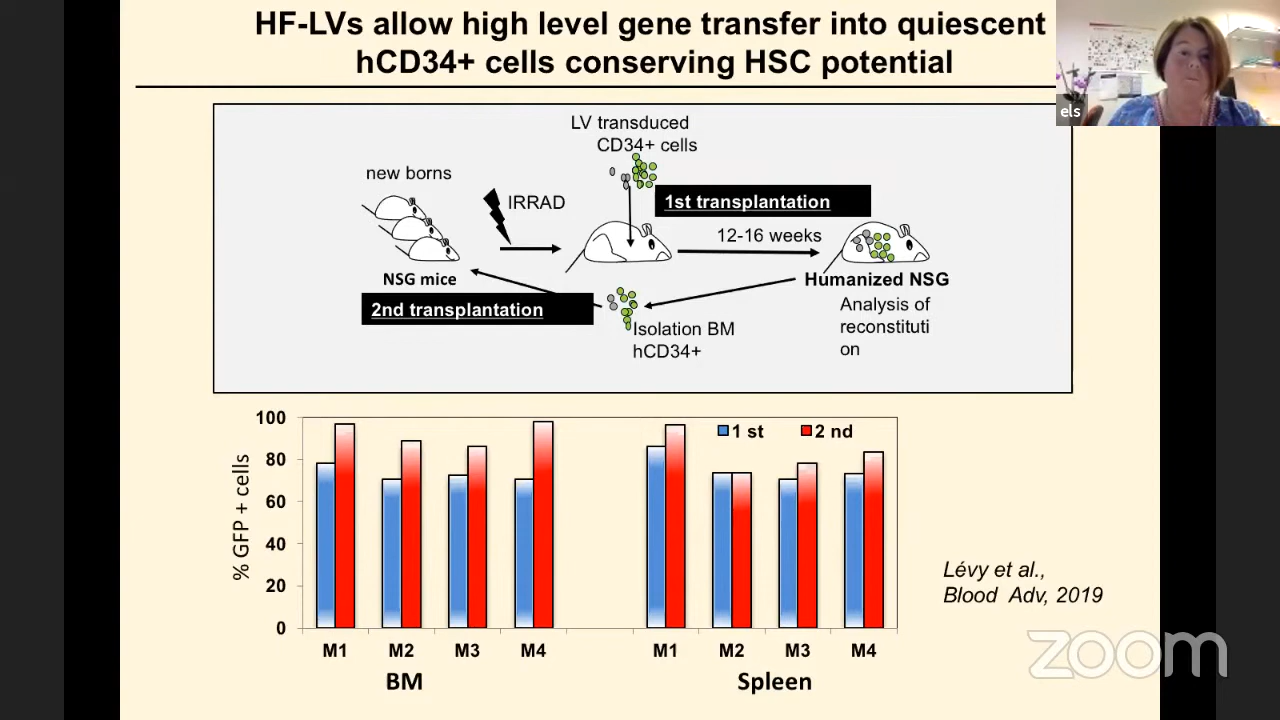 HF-LVs allow high level gene transfer into quiescent
hCD34+ cells conserving HSC potential
els
LV transduced
CD34+ cells
new borns
IRRAD
1st transplantation
12-16 weeks
NSG mice
Humanized NSG
2nd transplantation
Analysis of
reconstituti
on
Isolation BM
hCD34+
% GFP + cells
100
80
60
40
20
0
1 st
2 nd
M1
M2
M3
M4
M1
M2
M3
M4
BM
Spleen
Lévy et al.,
Blood Adv, 2019
zoom